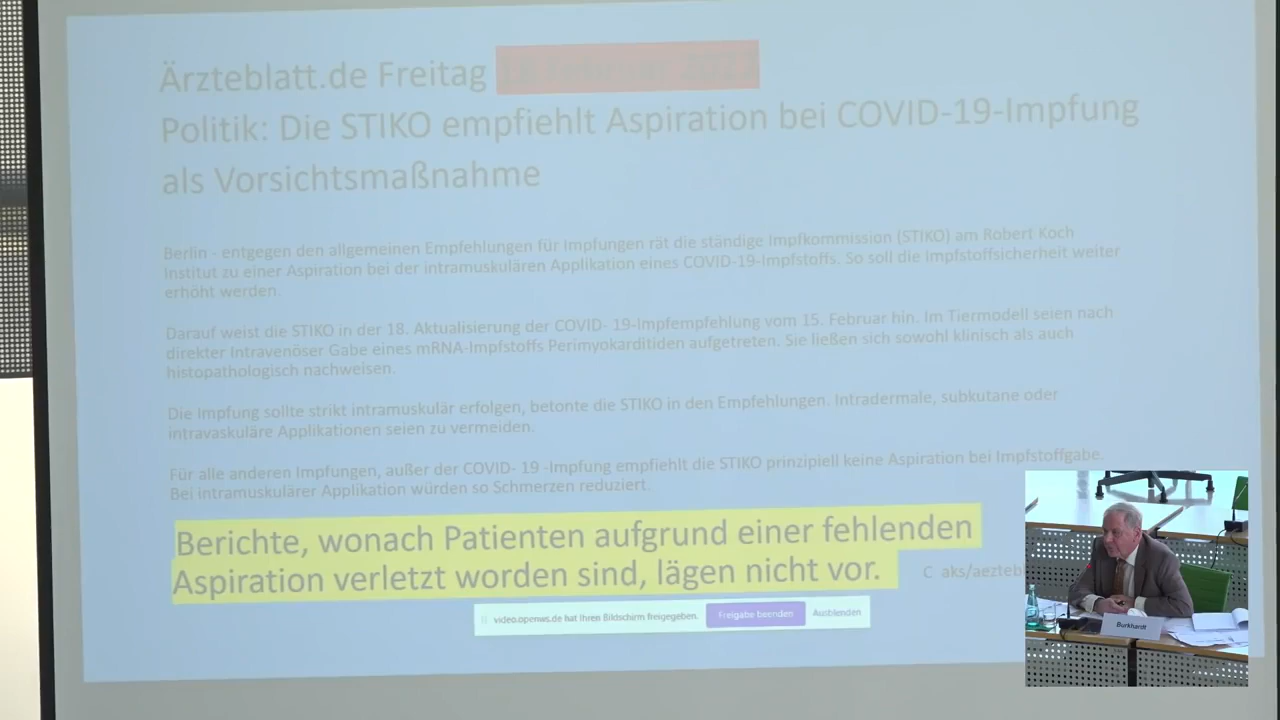 Ärzteblatt.de Freitag
Politik: Die STIKO empfiehlt Aspiration bei COVID-19-Impfung
als Vorsichtsmaßnahme
Berlin - entgegen den allgemeinen Empfehlungen für Impfungen rät die ständige Impfkommission (STIKO) am Robert Koch
Institut zu einer Aspiration bei der intramuskulären Applikation eines COVID-19-Impfstoffs. So soll die Impfstoffsicherheit weiter
erhöht werden.
Darauf weist die STIKO in der 18. Aktualisierung der COVID- 19-Impfempfehlung vom 15. Februar hin. Im Tiermodell seien nach
direkter Intravenöser Gabe eines mRNA-Impfstoffs Perimyokarditiden aufgetreten. Sie ließen sich sowohl klinisch als auch
histopathologisch nachweisen.
Die Impfung sollte strikt intramuskulär erfolgen, betonte die STIKO in den Empfehlungen. Intradermale, subkutane oder
intravaskuläre Applikationen seien zu vermeiden.
Für alle anderen Impfungen, außer der COVID- 19 -Impfung empfiehlt die STIKO prinzipiell keine Aspiration bei Impfstoffgabe.
Bei intramuskulärer Applikation würden so Schmerzen reduziert.
Berichte, wonach Patienten aufgrund einer fehlenden
Aspiration verletzt worden sind, lägen nicht vor.
C aks/aezteb
video.openws.de hat Ihren Bildschirm freigegeben. Freigabe beenden Ausblenden
Burkhardt